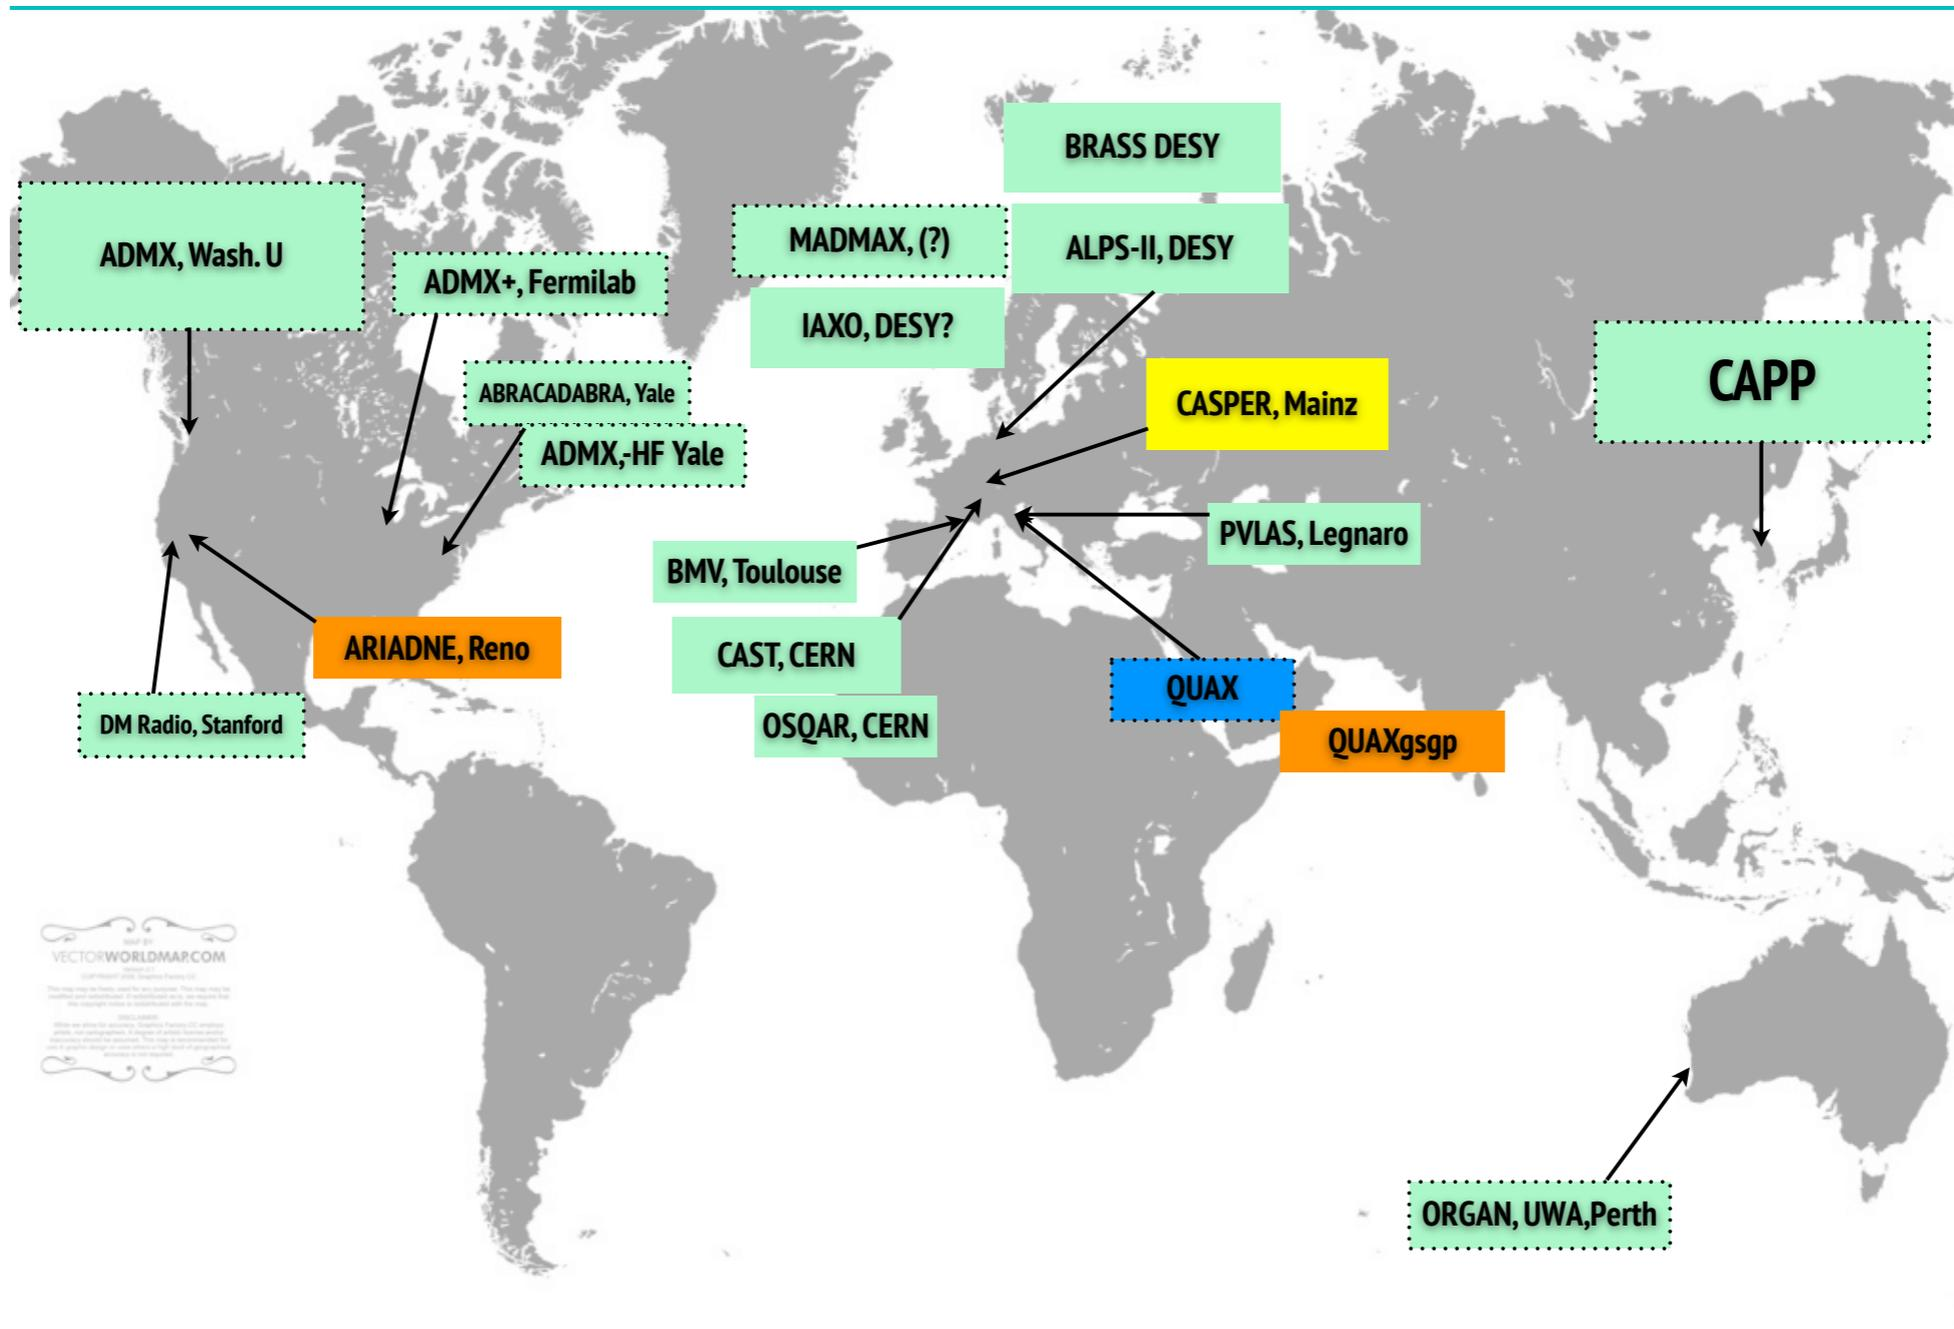 BRASS DESY
ADMX, Wash. U
MADMAX, (?)
ALPS-II, DESY
ADMX+, Fermilab
IAXO, DESY?
ABRACADABRA, Yale
CASPER, Mainz
CAPP
ADMX,-HF Yale
PVLAS, Legnaro
BMV, Toulouse
ARIADNE, Reno
CAST, CERN
QUAX
DM Radio, Stanford
OSQAR, CERN
QUAXgsgp
MAP BY
VECTORWORLDMAP.COM
ORGAN, UWA,Perth